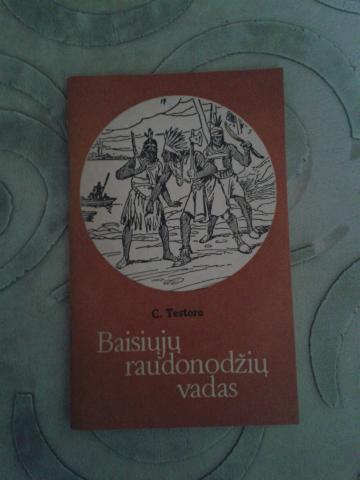 C. Testore
Baisiųjų
raudonodžių
vadas